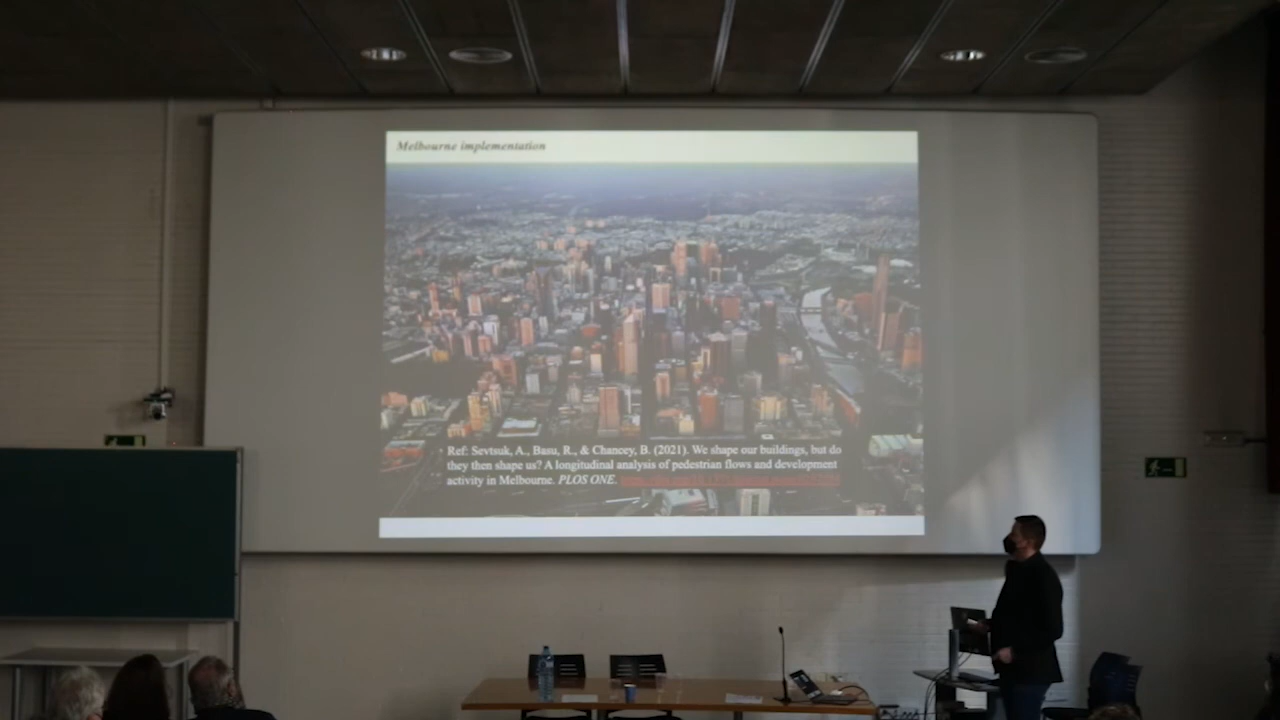 Melbourne implementation
Ref: Sevtsuk, A., Basu, R., & Chancey, B. (2021). We shape our buildings, but do
they then shape us? A longitudinal analysis of pedestrian flows and development
activity in Melbourne. PLOS ONE.